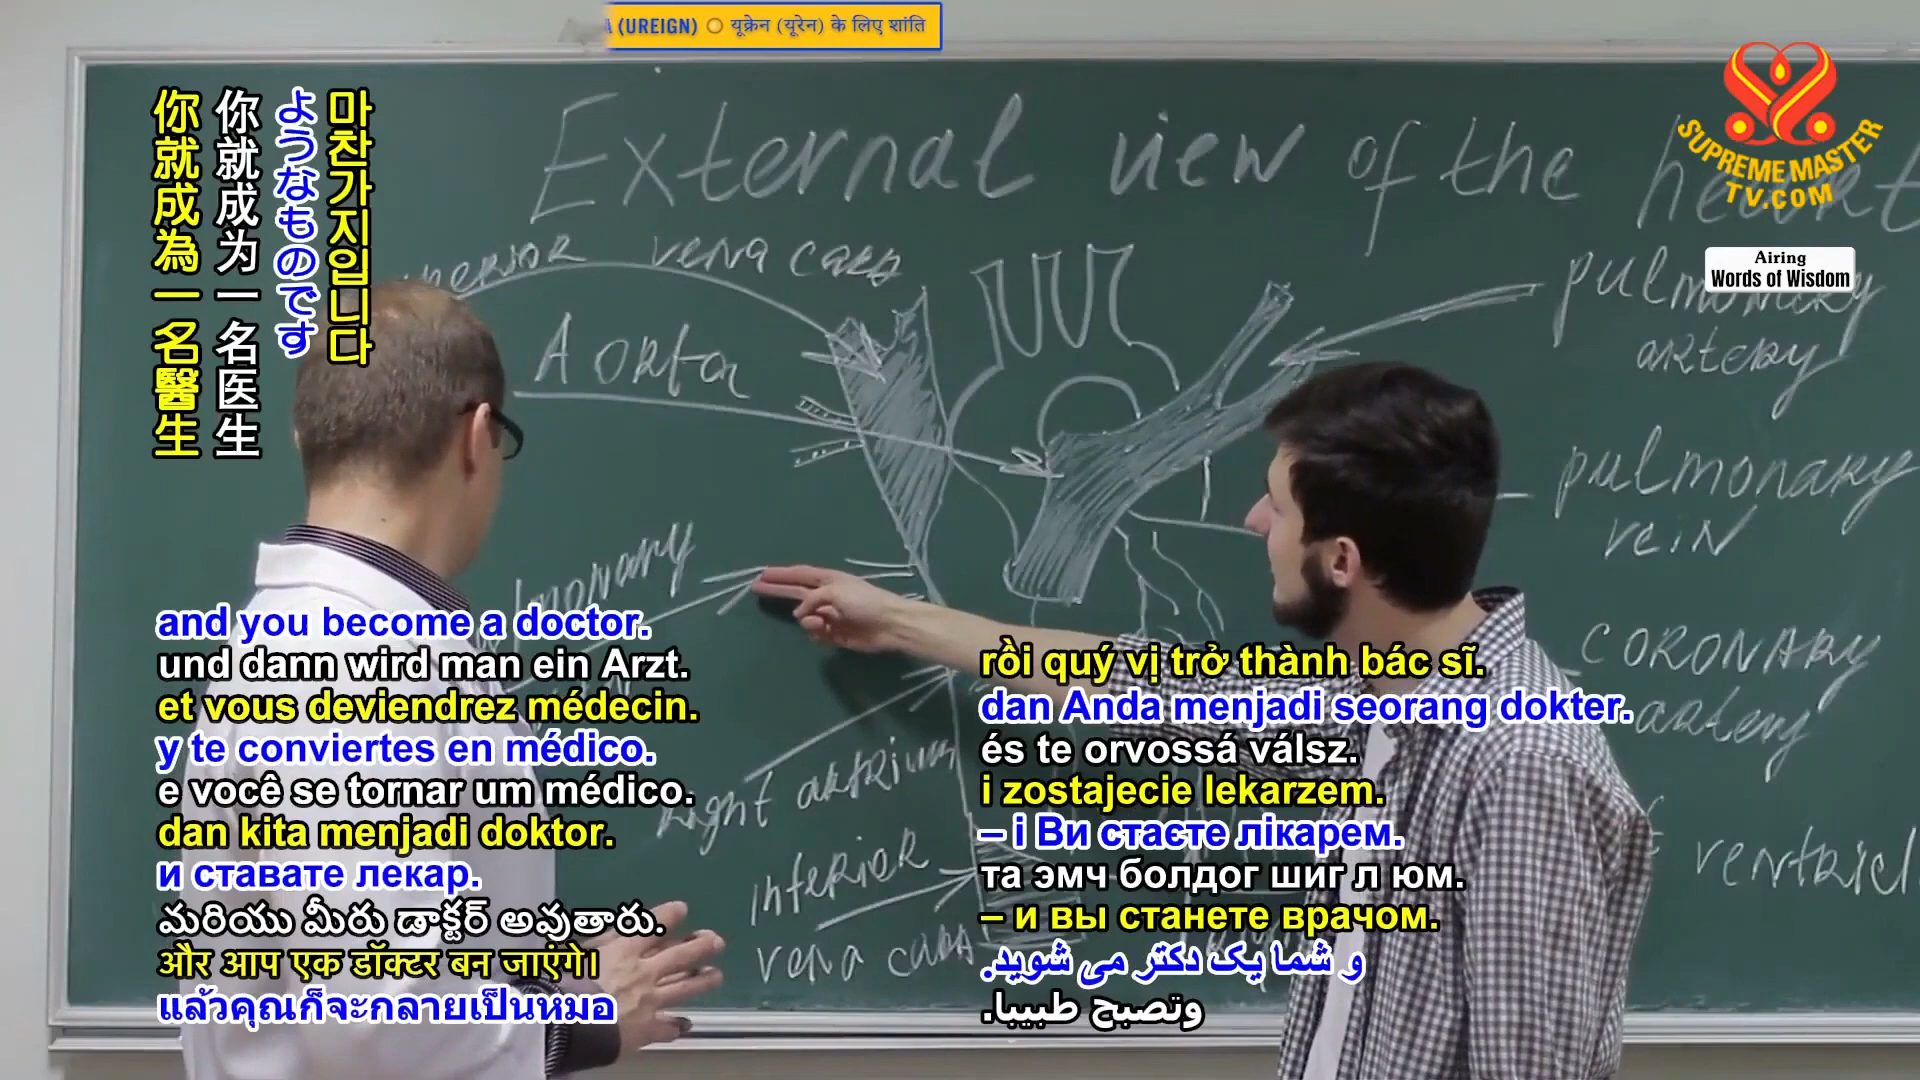 (UREIGN) यूक्रेन (यूरेन) के लिए शांति
SUPREME MASTER
TV.COM
Airing
Words of Wisdom
마찬가지입니다
ようなものです
你就成为一名医生
你就成為一名醫生
External view of the heart
vena cava
Aorta
pulmonary
artery
pulmonary
vein
coronary
artery
Right artrium
inferior
vena cava
and you become a doctor.
und dann wird man ein Arzt.
et vous deviendrez médecin.
y te conviertes en médico.
e você se tornar um médico.
dan kita menjadi doktor.
и ставате лекар.
మరియు మీరు డాక్టర్ అవుతారు.
और आप एक डॉक्टर बन जाएंगे।
แล้วคุณก็จะกลายเป็นหมอ
rồi quý vị trở thành bác sĩ.
dan Anda menjadi seorang dokter.
és te orvossá válsz.
i zostajecie lekarzem.
– і Ви стаєте лікарем.
та эмч болдог шиг л юм.
– и вы станете врачом.
و شما یک دکتر می شوید.
وتصبح طبيبا.